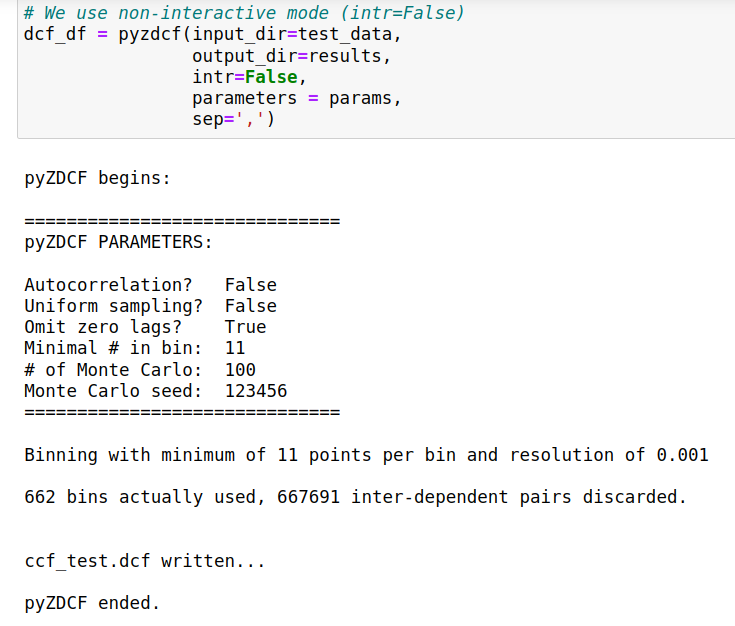 # We use non-interactive mode (intr=False)
dcf_df = pyzdcf(input_dir=test_data,
output_dir=results,
intr=False,
parameters = params,
sep=',')
pyZDCF begins:
==============================
pyZDCF PARAMETERS:
Autocorrelation? False
Uniform sampling? False
Omit zero lags? True
Minimal # in bin: 11
# of Monte Carlo: 100
Monte Carlo seed: 123456
==============================
Binning with minimum of 11 points per bin and resolution of 0.001
662 bins actually used, 667691 inter-dependent pairs discarded.
ccf_test.dcf written...
pyZDCF ended.